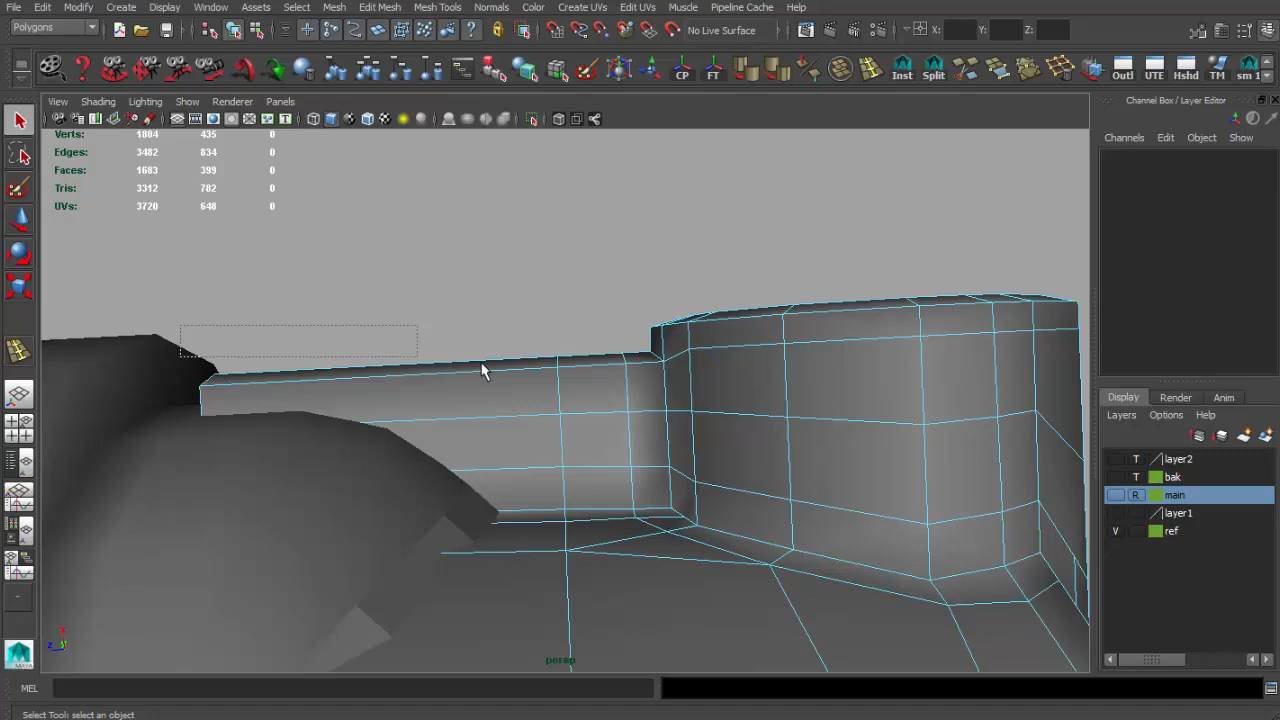 File Edit Modify Create Display Window Assets Select Mesh Edit Mesh Mesh Tools Normals Color Create UVs Edit UVs Muscle Pipeline Cache Help
Polygons No Live Surface X: Y: Z:
CP FT Inst Split Outl UTE Hshd TM sm 1
View Shading Lighting Show Renderer Panels
Channel Box / Layer Editor
Channels Edit Object Show
Verts: 1804 435 0
Edges: 3482 834 0
Faces: 1683 399 0
Tris: 3312 782 0
UVs: 3720 648 0
Display Render Anim
Layers Options Help
T layer2
T bak
R main
layer1
V ref
persp
MAYA
MEL
Select Tool: select an object